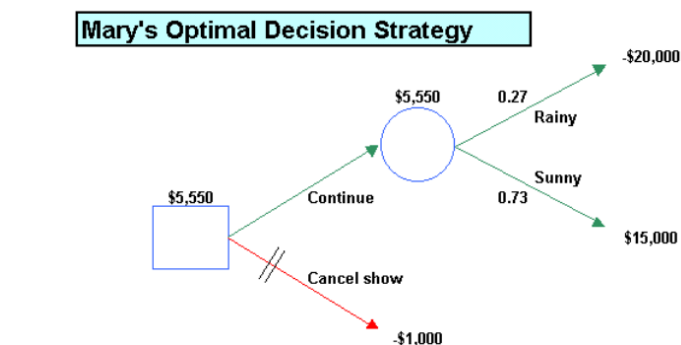 Mary's Optimal Decision Strategy
-$20,000
$5,550
0.27
Rainy
Sunny
0.73
$15,000
$5,550
Continue
Cancel show
-$1,000